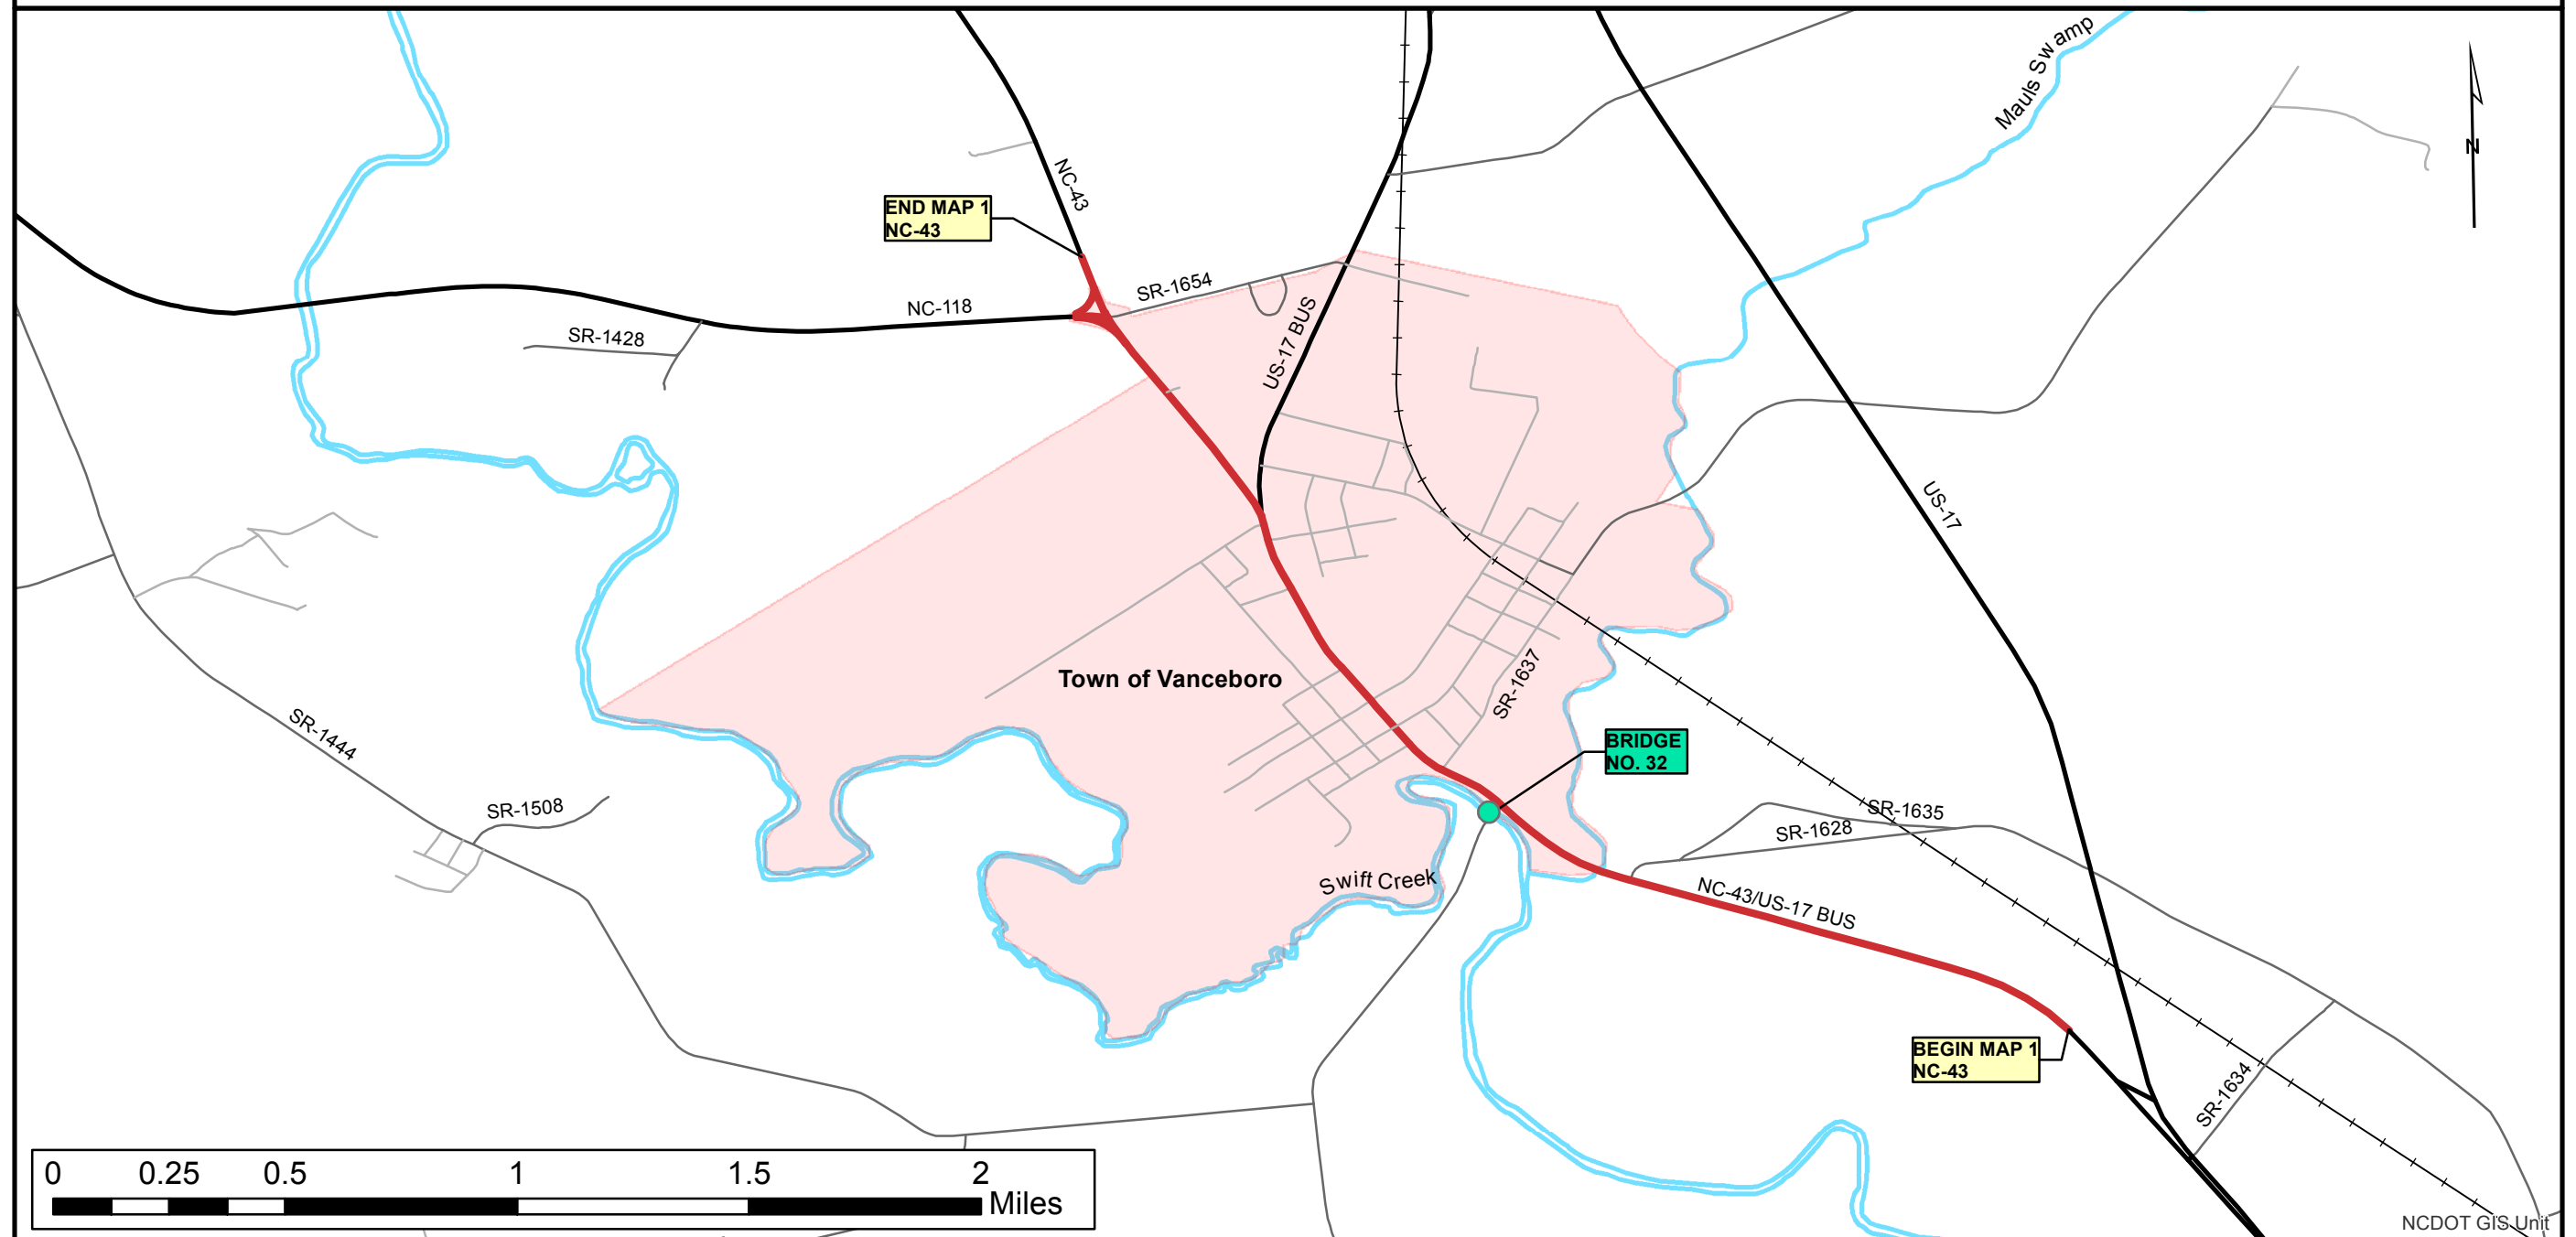 Mauls Swamp
N
NC-43
END MAP 1
NC-43
SR-1654
NC-118
US-17 BUS
SR-1428
US-17
Town of Vanceboro
SR-1637
SR-1444
BRIDGE
NO. 32
SR-1635
SR-1508
SR-1628
Swift Creek
NC-43/US-17 BUS
BEGIN MAP 1
NC-43
SR-1634
0 0.25 0.5 1 1.5 2
Miles
NCDOT GIS Unit